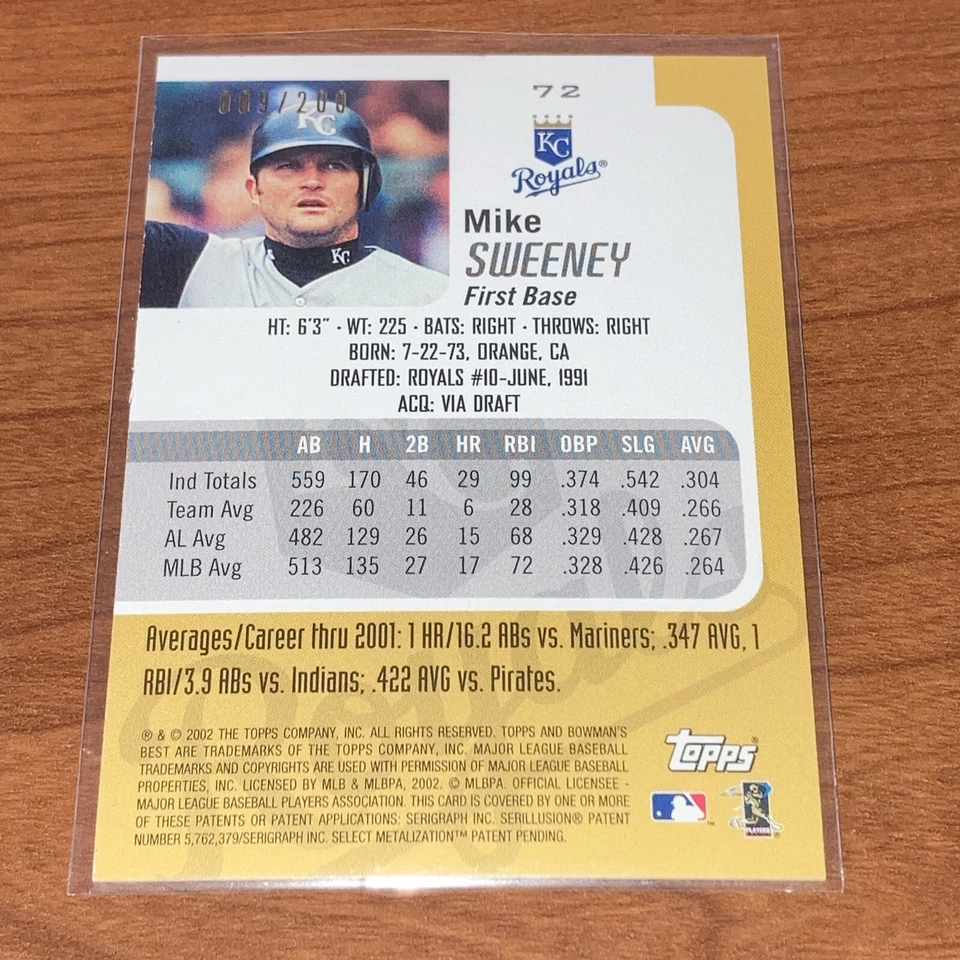 009/200
KC
KC
72
KC
Royals®
Mike
SWEENEY
First Base
HT: 6'3" · WT: 225 · BATS: RIGHT · THROWS: RIGHT
BORN: 7-22-73, ORANGE, CA
DRAFTED: ROYALS #10-JUNE, 1991
ACQ: VIA DRAFT
AB H 2B HR RBI OBP SLG AVG
Ind Totals 559 170 46 29 99 .374 .542 .304
Team Avg 226 60 11 6 28 .318 .409 .266
AL Avg 482 129 26 15 68 .329 .428 .267
MLB Avg 513 135 27 17 72 .328 .426 .264
Averages/Career thru 2001: 1 HR/16.2 ABs vs. Mariners; .347 AVG, 1
RBI/3.9 ABs vs. Indians; .422 AVG vs. Pirates.
® & © 2002 THE TOPPS COMPANY, INC. ALL RIGHTS RESERVED. TOPPS AND BOWMAN'S
BEST ARE TRADEMARKS OF THE TOPPS COMPANY, INC. MAJOR LEAGUE BASEBALL
TRADEMARKS AND COPYRIGHTS ARE USED WITH PERMISSION OF MAJOR LEAGUE BASEBALL
PROPERTIES, INC. LICENSED BY MLB & MLBPA, 2002. © MLBPA. OFFICIAL LICENSEE -
MAJOR LEAGUE BASEBALL PLAYERS ASSOCIATION. THIS CARD IS COVERED BY ONE OR MORE
OF THESE PATENTS OR PATENT APPLICATIONS: SERIGRAPH INC. SERILLUSION® PATENT
NUMBER 5,762,379/SERIGRAPH INC. SELECT METALIZATION™ PATENT PENDING.
Topps®
™
PLAYERS
®